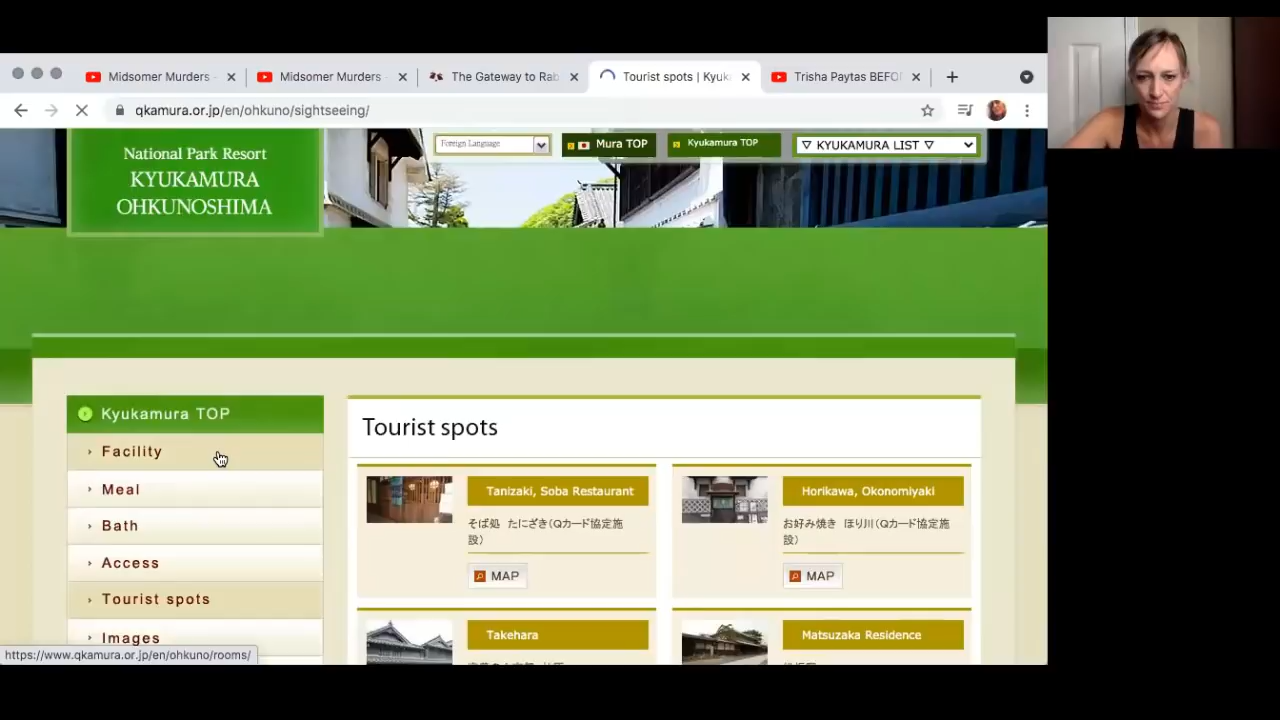 Midsomer Murders
Midsomer Murders
The Gateway to Rab
Tourist spots | Kyuk
Trisha Paytas BEFO
qkamura.or.jp/en/ohkuno/sightseeing/
National Park Resort
KYUKAMURA
OHKUNOSHIMA
Foreign Language
Mura TOP
Kyukamura TOP
▽ KYUKAMURA LIST ▽
Kyukamura TOP
Facility
Meal
Bath
Access
Tourist spots
Images
Tourist spots
Tanizaki, Soba Restaurant
そば処 たにざき(Qカード協定施
設)
MAP
Horikawa, Okonomiyaki
お好み焼き ほり川(Qカード協定施
設)
MAP
Takehara
Matsuzaka Residence
https://www.qkamura.or.jp/en/ohkuno/rooms/